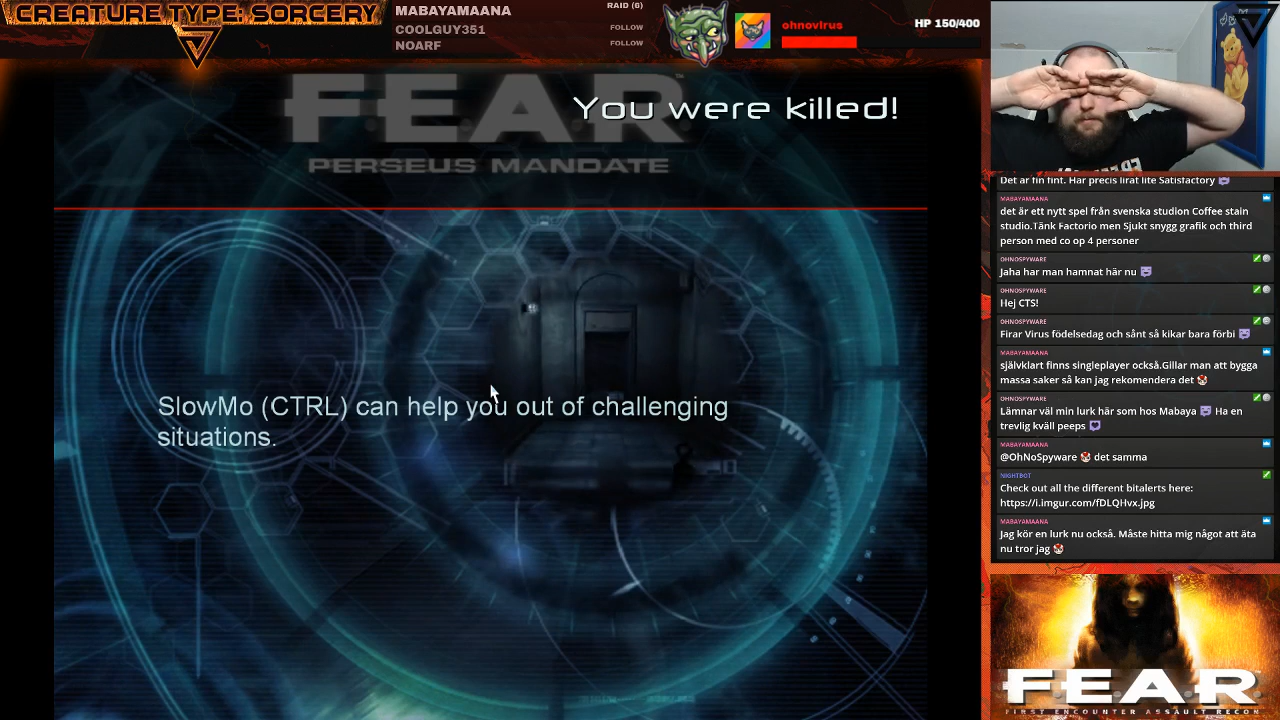 CREATURE TYPE: SORCERY
MABAYAMAANA
RAID (6)
COOLGUY351
FOLLOW
NOARF
FOLLOW
ohnovirus
HP 150/400
F.E.A.R.
™
PERSEUS MANDATE
You were killed!
SlowMo (CTRL) can help you out of challenging
situations.
Det är fin fint. Har precis lirat lite Satisfactory
MABAYAMAANA
det är ett nytt spel från svenska studion Coffee stain
studio.Tänk Factorio men Sjukt snygg grafik och third
person med co op 4 personer
OHNOSPYWARE
Jaha har man hamnat här nu
OHNOSPYWARE
Hej CTS!
OHNOSPYWARE
Firar Virus födelsedag och sånt så kikar bara förbi
MABAYAMAANA
självklart finns singleplayer också.Gillar man att bygga
massa saker så kan jag rekomendera det
OHNOSPYWARE
Lämnar väl min lurk här som hos Mabaya
Ha en
trevlig kväll peeps
MABAYAMAANA
@OhNoSpyware
det samma
NIGHTBOT
Check out all the different bitalerts here:
https://i.imgur.com/fDLQHvx.jpg
MABAYAMAANA
Jag kör en lurk nu också. Måste hitta mig något att äta
nu tror jag
F.E.A.R.
FIRST ENCOUNTER ASSAULT RECON